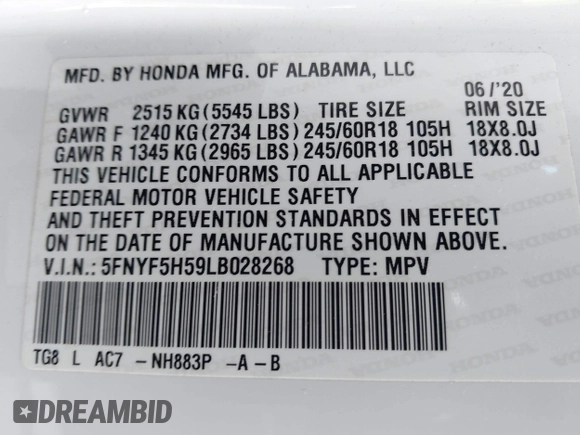 MFD. BY HONDA MFG. OF ALABAMA, LLC
06/'20
GVWR 2515 KG (5545 LBS) TIRE SIZE RIM SIZE
GAWR F 1240 KG (2734 LBS) 245/60R18 105H 18X8.0J
GAWR R 1345 KG (2965 LBS) 245/60R18 105H 18X8.0J
THIS VEHICLE CONFORMS TO ALL APPLICABLE
FEDERAL MOTOR VEHICLE SAFETY
AND THEFT PREVENTION STANDARDS IN EFFECT
ON THE DATE OF MANUFACTURE SHOWN ABOVE.
V.I.N.: 5FNYF5H59LB028268 TYPE: MPV
TG8 L AC7 -NH883P -A-B
DREAMBID